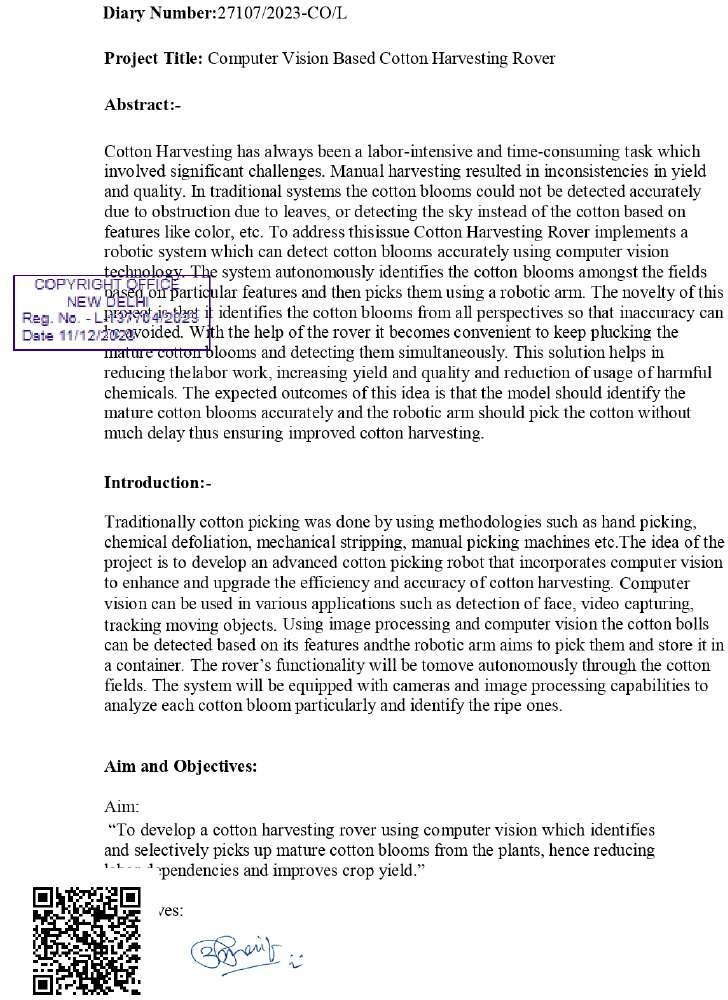 Diary Number:27107/2023-CO/L
Project Title: Computer Vision Based Cotton Harvesting Rover
Abstract:-
Cotton Harvesting has always been a labor-intensive and time-consuming task which
involved significant challenges. Manual harvesting resulted in inconsistencies in yield
and quality. In traditional systems the cotton blooms could not be detected accurately
due to obstruction due to leaves, or detecting the sky instead of the cotton based on
features like color, etc. To address thisissue Cotton Harvesting Rover implements a
robotic system which can detect cotton blooms accurately using computer vision
technology. The system autonomously identifies the cotton blooms amongst the fields
based on particular features and then picks them using a robotic arm. The novelty of this
project is that it identifies the cotton blooms from all perspectives so that inaccuracy can
be avoided. With the help of the rover it becomes convenient to keep plucking the
mature cotton blooms and detecting them simultaneously. This solution helps in
reducing thelabor work, increasing yield and quality and reduction of usage of harmful
chemicals. The expected outcomes of this idea is that the model should identify the
mature cotton blooms accurately and the robotic arm should pick the cotton without
much delay thus ensuring improved cotton harvesting.
COPYRIGHT OFFICE
NEW DELHI
Reg. No. - L-137704/2023
Date 11/12/2023
Introduction:-
Traditionally cotton picking was done by using methodologies such as hand picking,
chemical defoliation, mechanical stripping, manual picking machines etc.The idea of the
project is to develop an advanced cotton picking robot that incorporates computer vision
to enhance and upgrade the efficiency and accuracy of cotton harvesting. Computer
vision can be used in various applications such as detection of face, video capturing,
tracking moving objects. Using image processing and computer vision the cotton bolls
can be detected based on its features andthe robotic arm aims to pick them and store it in
a container. The rover’s functionality will be tomove autonomously through the cotton
fields. The system will be equipped with cameras and image processing capabilities to
analyze each cotton bloom particularly and identify the ripe ones.
Aim and Objectives:
Aim:
“To develop a cotton harvesting rover using computer vision which identifies
and selectively picks up mature cotton blooms from the plants, hence reducing
labor dependencies and improves crop yield.”
ves: